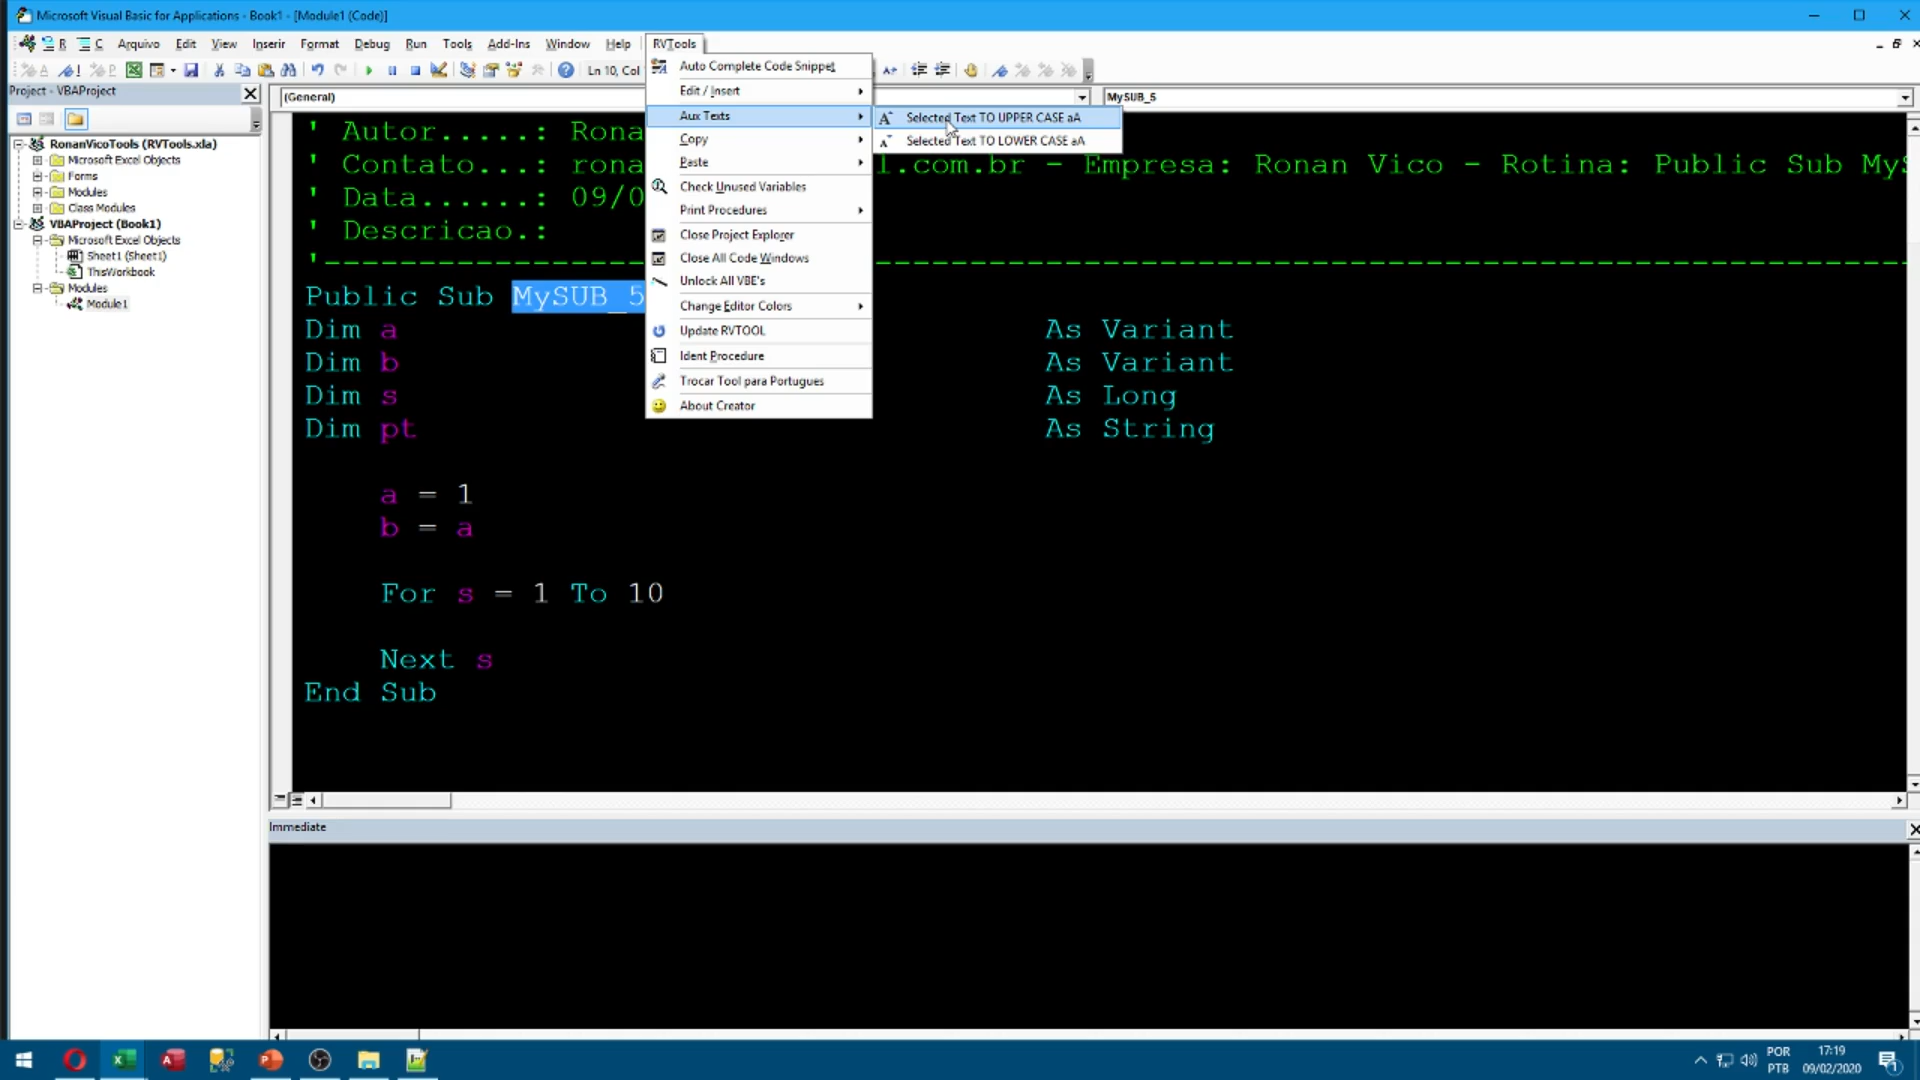 Microsoft Visual Basic for Applications - Book1 - [Module1 (Code)]
R C Arquivo Edit View Inserir Format Debug Run Tools Add-Ins Window Help RVTools
Ln 10, Col
Project - VBAProject
RonanVicoTools (RVTools.xla)
Microsoft Excel Objects
Forms
Modules
Class Modules
VBAProject (Book1)
Microsoft Excel Objects
Sheet1 (Sheet1)
ThisWorkbook
Modules
Module1
(General)
MySUB_5
Auto Complete Code Snippet
Edit / Insert
Aux Texts
Copy
Paste
Check Unused Variables
Print Procedures
Close Project Explorer
Close All Code Windows
Unlock All VBE's
Change Editor Colors
Update RVTOOL
Ident Procedure
Trocar Tool para Portugues
About Creator
Selected Text TO UPPER CASE aA
Selected Text TO LOWER CASE aA
' Autor.....: Rona
' Contato...: rona l.com.br - Empresa: Ronan Vico - Rotina: Public Sub MyS
' Data......: 09/0
' Descricao.:
'--------------------------------------------------------------------
Public Sub MySUB_5
Dim a As Variant
Dim b As Variant
Dim s As Long
Dim pt As String
a = 1
b = a
For s = 1 To 10
Next s
End Sub
Immediate
POR
PTB
17:19
09/02/2020
1